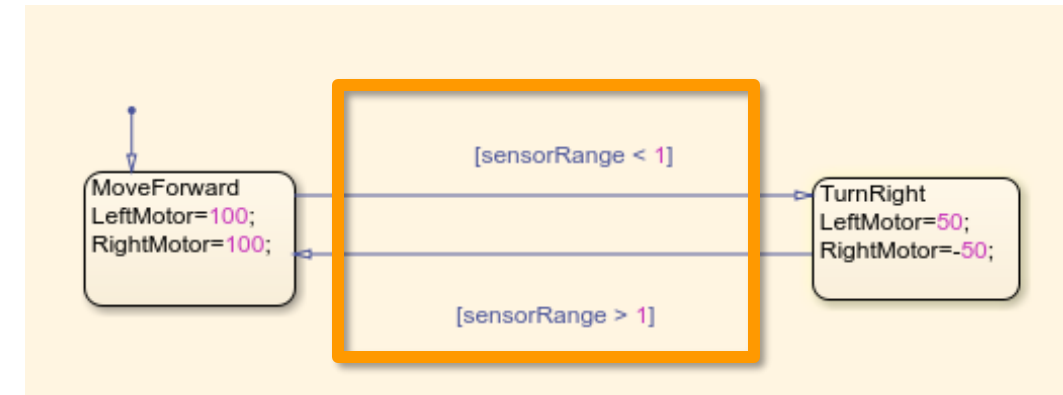 [sensorRange < 1]
MoveForward
LeftMotor=100;
RightMotor=100;
TurnRight
LeftMotor=50;
RightMotor=-50;
[sensorRange > 1]